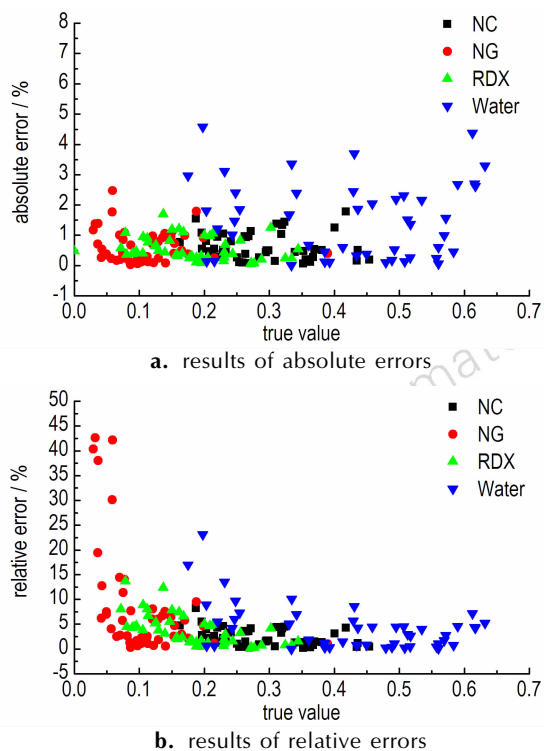 8
7
6
5
4
3
2
1
0
-1
absolute error / %
NC
NG
RDX
Water
0.0 0.1 0.2 0.3 0.4 0.5 0.6 0.7
true value
a. results of absolute errors
50
45
40
35
30
25
20
15
10
5
0
-5
relative error / %
NC
NG
RDX
Water
0.0 0.1 0.2 0.3 0.4 0.5 0.6 0.7
true value
b. results of relative errors